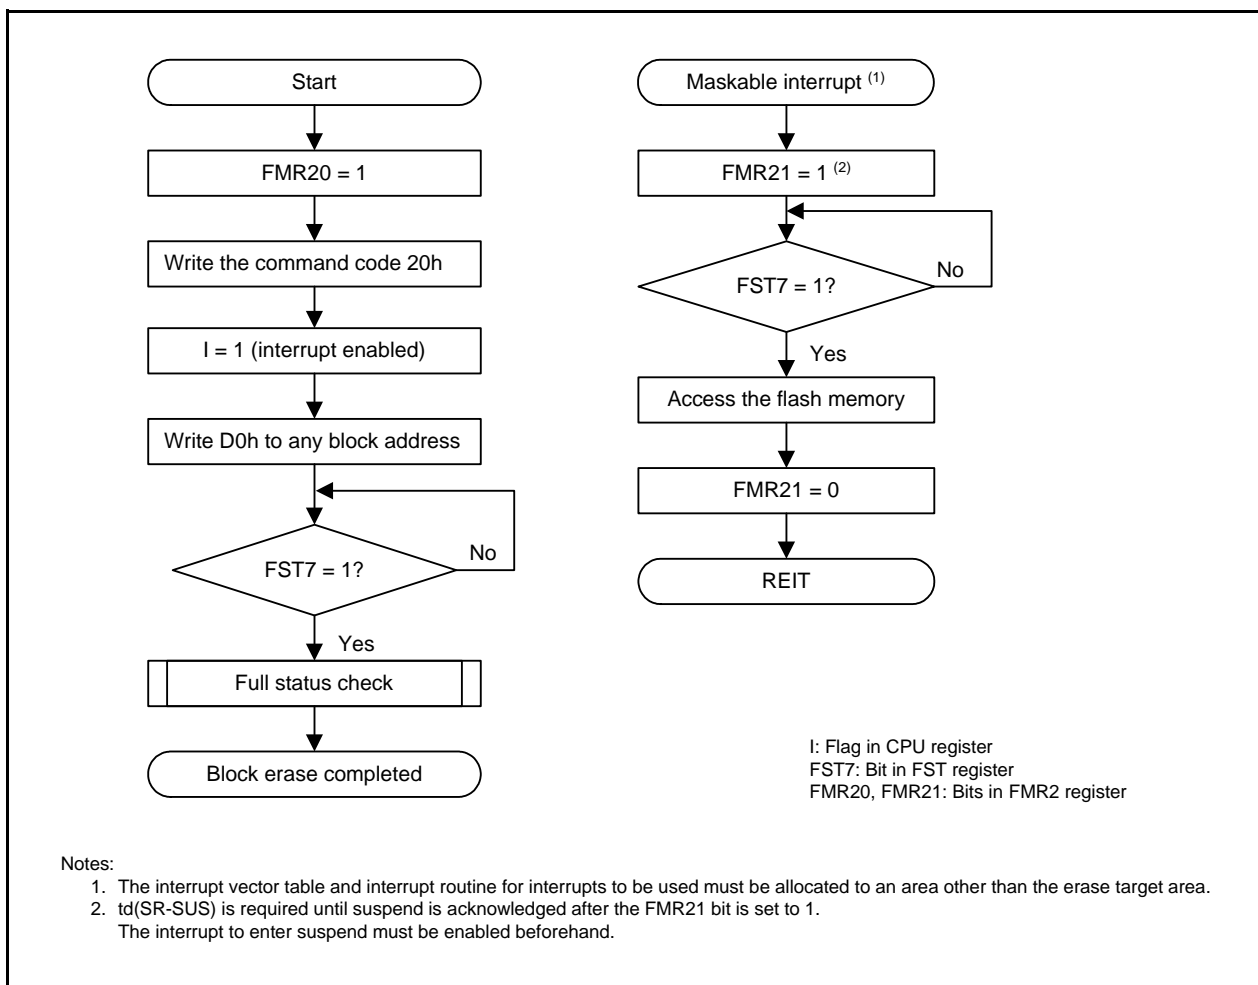 Start
FMR20 = 1
Write the command code 20h
I = 1 (interrupt enabled)
Write D0h to any block address
FST7 = 1?
No
Yes
Full status check
Block erase completed
Maskable interrupt (1)
FMR21 = 1 (2)
FST7 = 1?
No
Yes
Access the flash memory
FMR21 = 0
REIT
I: Flag in CPU register
FST7: Bit in FST register
FMR20, FMR21: Bits in FMR2 register
Notes:
1. The interrupt vector table and interrupt routine for interrupts to be used must be allocated to an area other than the erase target area.
2. td(SR-SUS) is required until suspend is acknowledged after the FMR21 bit is set to 1.
The interrupt to enter suspend must be enabled beforehand.